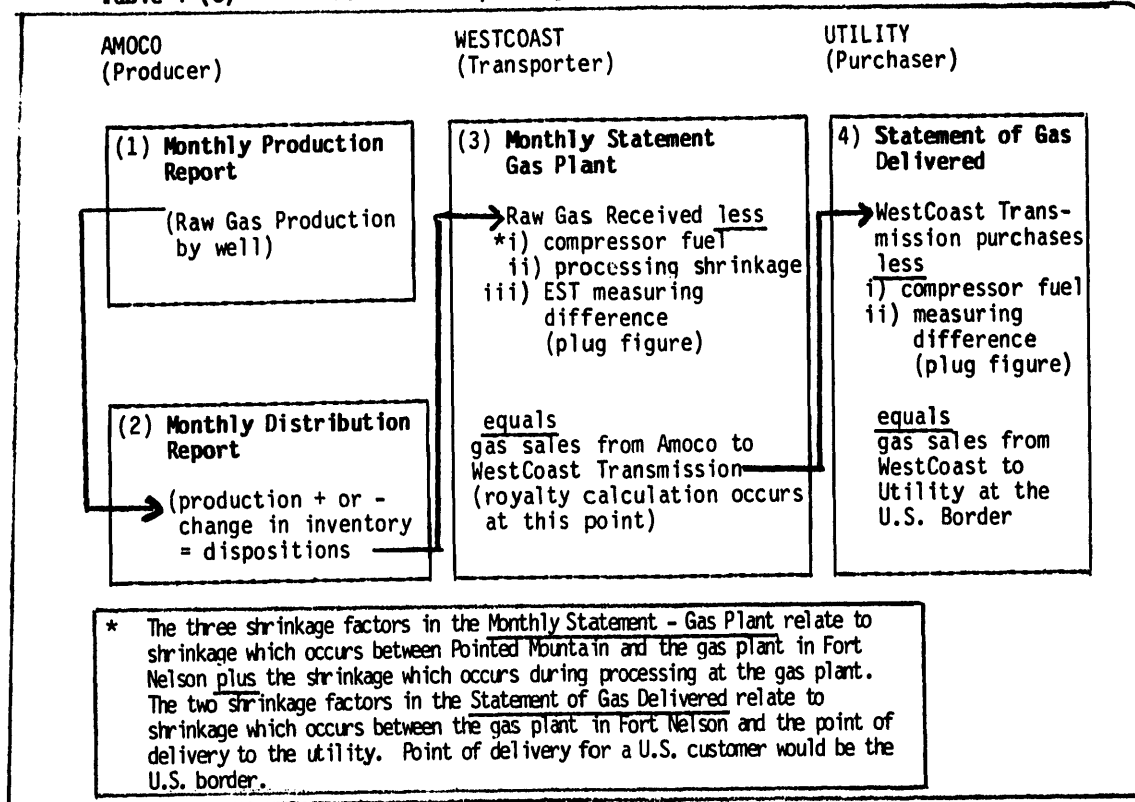 AMOCO
(Producer)
WESTCOAST
(Transporter)
UTILITY
(Purchaser)
(1) Monthly Production
Report
(Raw Gas Production
by well)
(2) Monthly Distribution
Report
(production + or -
change in inventory
= dispositions
(3) Monthly Statement
Gas Plant
Raw Gas Received less
*i) compressor fuel
ii) processing shrinkage
iii) EST measuring
difference
(plug figure)
equals
gas sales from Amoco to
WestCoast Transmission
(royalty calculation occurs
at this point)
4) Statement of Gas
Delivered
WestCoast Trans-
mission purchases
less
i) compressor fuel
ii) measuring
difference
(plug figure)
equals
gas sales from
WestCoast to
Utility at the
U.S. Border
* The three shrinkage factors in the Monthly Statement - Gas Plant relate to
shrinkage which occurs between Pointed Mountain and the gas plant in Fort
Nelson plus the shrinkage which occurs during processing at the gas plant.
The two shrinkage factors in the Statement of Gas Delivered relate to
shrinkage which occurs between the gas plant in Fort Nelson and the point of
delivery to the utility. Point of delivery for a U.S. customer would be the
U.S. border.